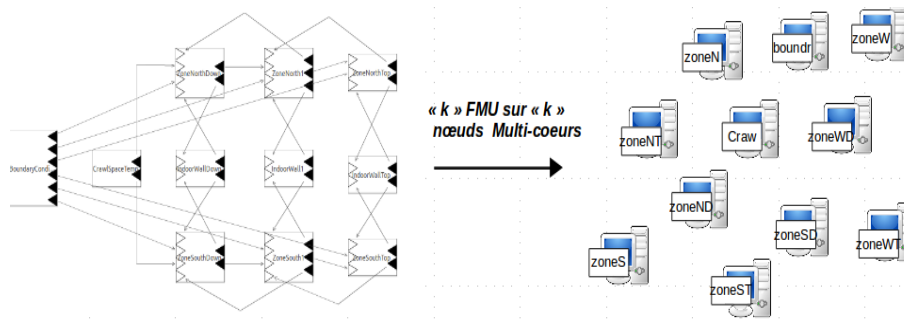 ZoneNorthDown
ZoneNorth1
ZoneNorthTop
BoundaryCondi
CrawlSpaceTemp
IndoorWallDown
IndoorWall1
IndoorWallTop
ZoneSouthDown
ZoneSouth1
ZoneSouthTop
« k » FMU sur « k »
nœuds Multi-coeurs
zoneN
boundr
zoneW
zoneNT
Craw
zoneWD
zoneND
zoneSD
zoneS
zoneWT
zoneST